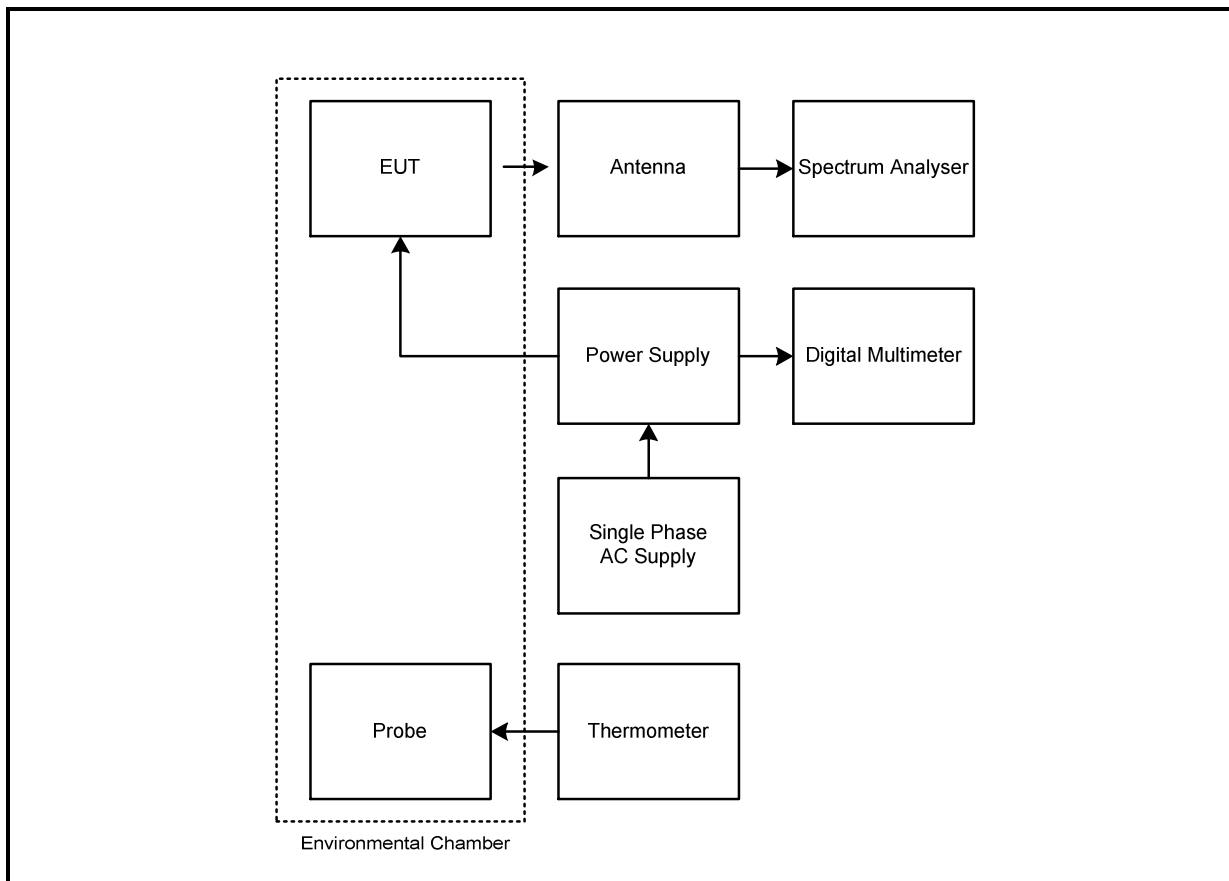 EUT
Antenna
Spectrum Analyser
Power Supply
Digital Multimeter
Single Phase
AC Supply
Probe
Thermometer
Environmental Chamber